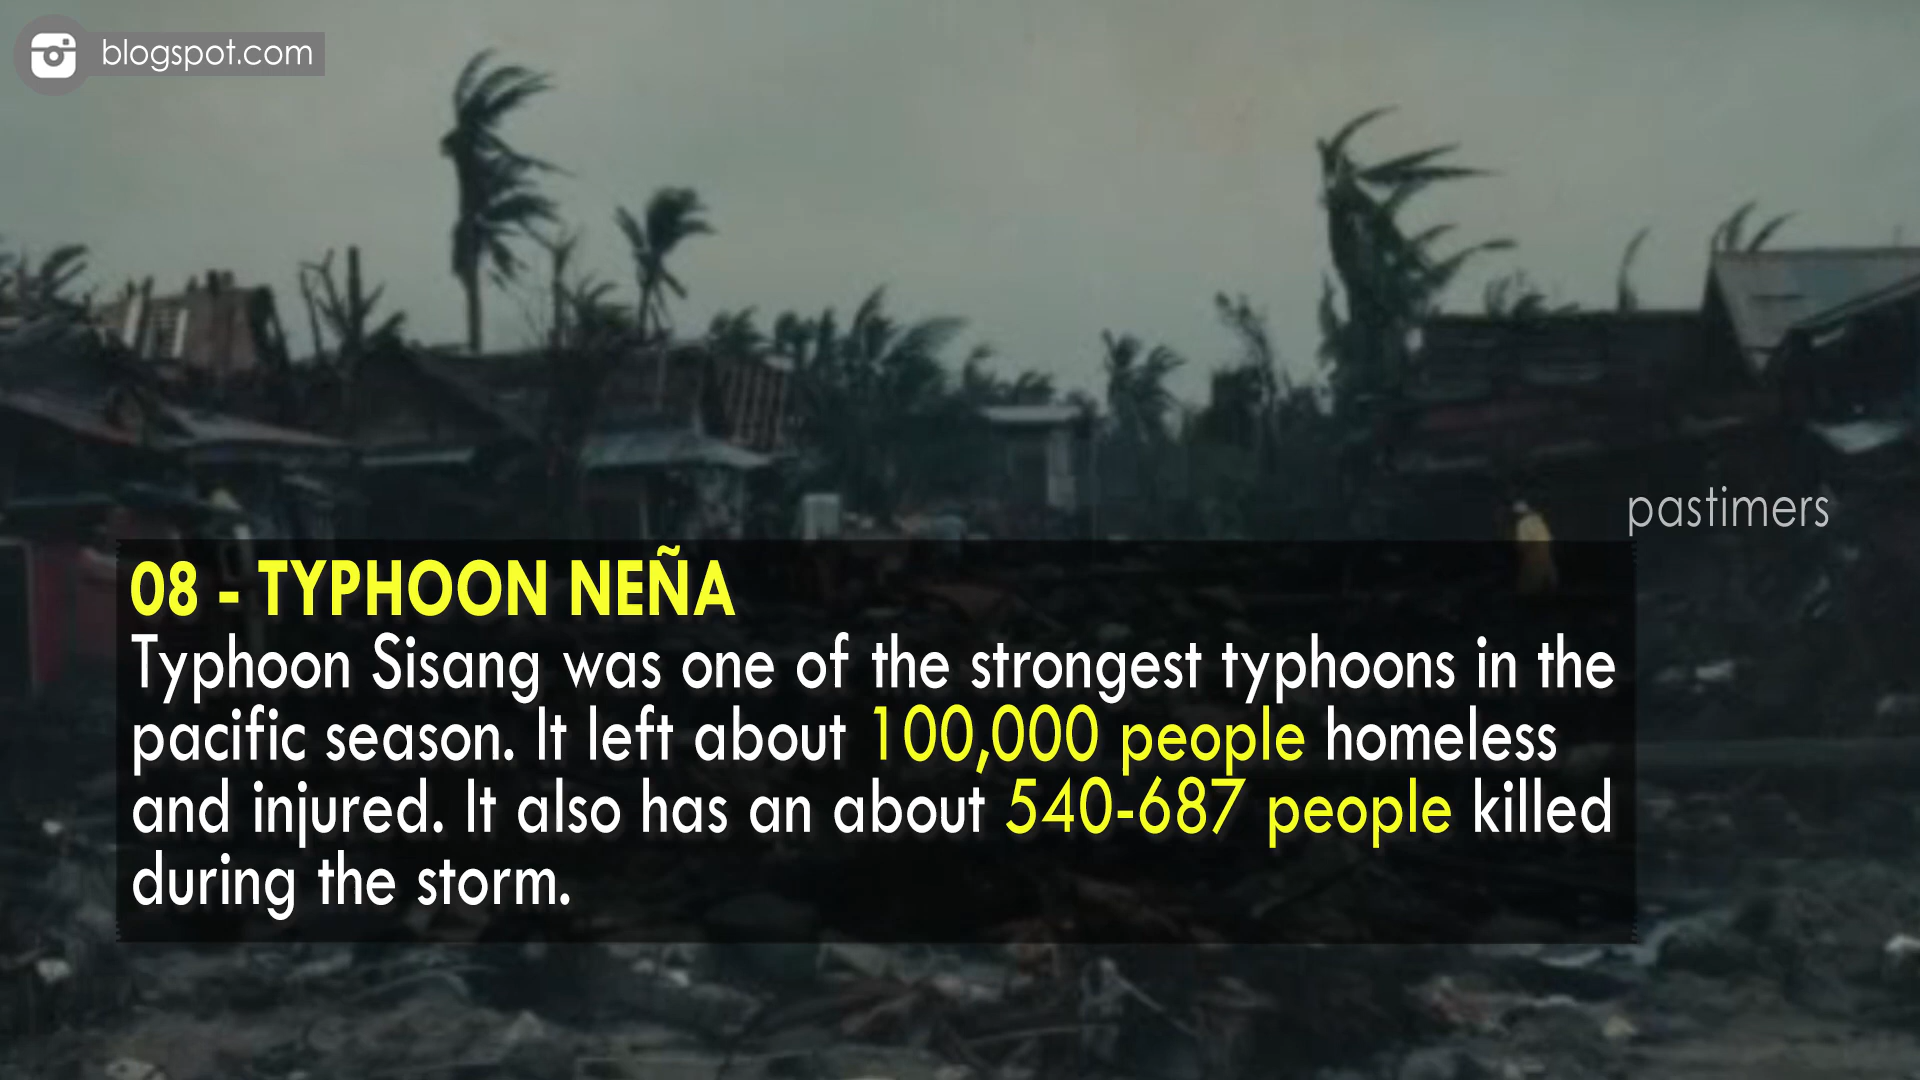 blogspot.com
pastimers
08 - TYPHOON NEÑA
Typhoon Sisang was one of the strongest typhoons in the
pacific season. It left about 100,000 people homeless
and injured. It also has an about 540-687 people killed
during the storm.